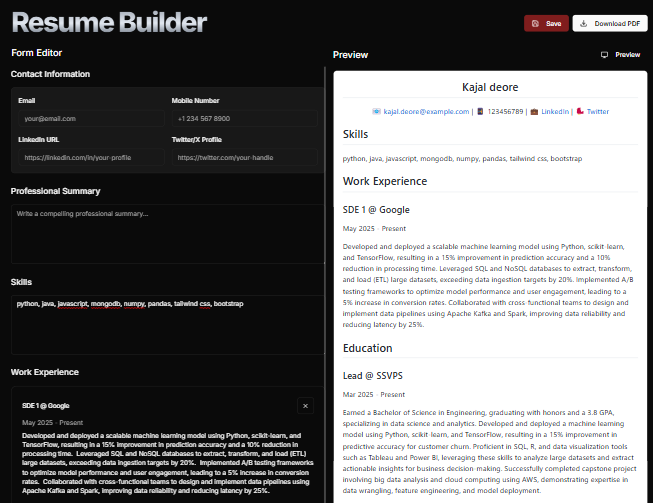 Resume Builder
Save
Download PDF
Form Editor
Contact Information
Email
Mobile Number
your@email.com
+1 234 567 8900
LinkedIn URL
Twitter/X Profile
https://linkedin.com/in/your-profile
https://twitter.com/your-handle
Professional Summary
Write a compelling professional summary...
Skills
python, java, javascript, mongodb, numpy, pandas, tailwind css, bootstrap
Work Experience
SDE 1 @ Google
May 2025 - Present
Developed and deployed a scalable machine learning model using Python, scikit-learn, and
TensorFlow, resulting in a 15% improvement in prediction accuracy and a 10% reduction in
processing time. Leveraged SQL and NoSQL databases to extract, transform, and load (ETL)
large datasets, exceeding data ingestion targets by 20%. Implemented A/B testing frameworks
to optimize model performance and user engagement, leading to a 5% increase in conversion
rates. Collaborated with cross-functional teams to design and implement data pipelines using
Apache Kafka and Spark, improving data reliability and reducing latency by 25%.
Preview
Preview
Kajal deore
kajal.deore@example.com | 123456789 | LinkedIn | Twitter
Skills
python, java, javascript, mongodb, numpy, pandas, tailwind css, bootstrap
Work Experience
SDE 1 @ Google
May 2025 - Present
Developed and deployed a scalable machine learning model using Python, scikit-learn,
and TensorFlow, resulting in a 15% improvement in prediction accuracy and a 10%
reduction in processing time. Leveraged SQL and NoSQL databases to extract, transform,
and load (ETL) large datasets, exceeding data ingestion targets by 20%. Implemented A/B
testing frameworks to optimize model performance and user engagement, leading to a
5% increase in conversion rates. Collaborated with cross-functional teams to design and
implement data pipelines using Apache Kafka and Spark, improving data reliability and
reducing latency by 25%.
Education
Lead @ SSVPS
Mar 2025 - Present
Earned a Bachelor of Science in Engineering, graduating with honors and a 3.8 GPA,
specializing in data science and analytics. Developed and deployed a machine learning
model using Python, scikit-learn, and TensorFlow, resulting in a 15% improvement in
predictive accuracy for customer churn. Proficient in SQL, R, and data visualization tools
such as Tableau and Power BI, leveraging these skills to analyze large datasets and extract
actionable insights for business decision-making. Successfully completed capstone project
involving big data analysis and cloud computing using AWS, demonstrating expertise in
data wrangling, feature engineering, and model deployment.